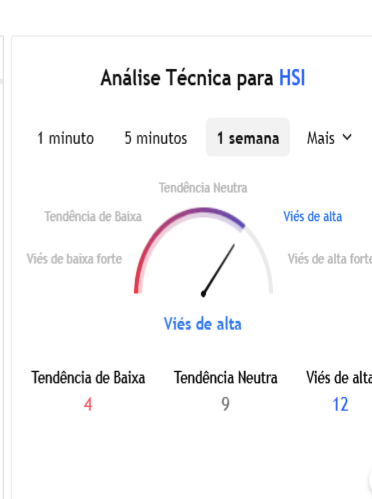 Análise Técnica para HSI
1 minuto 5 minutos 1 semana Mais
Tendência Neutra
Tendência de Baixa Viés de alta
Viés de baixa forte Viés de alta forte
Viés de alta
Tendência de Baixa Tendência Neutra Viés de alta
4 9 12